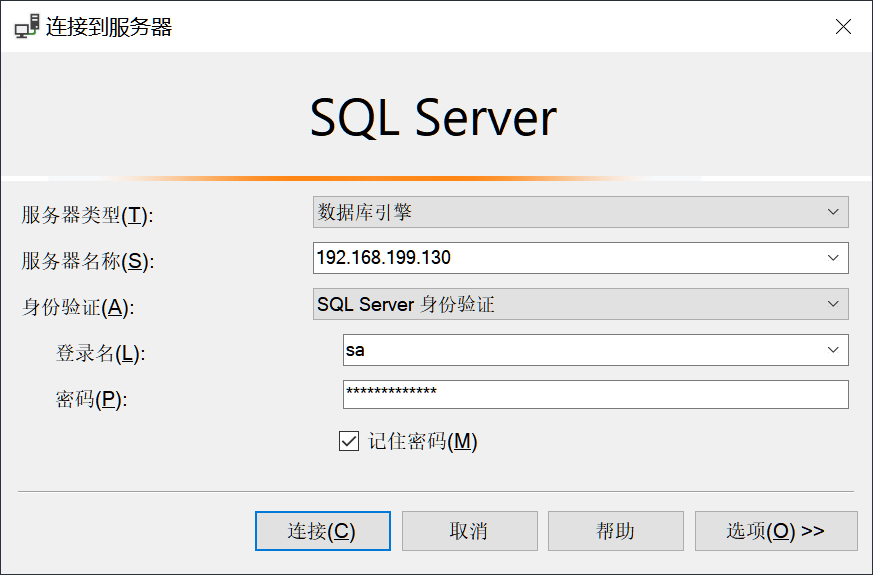 连接到服务器
SQL Server
服务器类型(T): 数据库引擎
服务器名称(S): 192.168.199.130
身份验证(A): SQL Server 身份验证
登录名(L): sa
密码(P): *************
记住密码(M)
连接(C) 取消 帮助 选项(O) >>